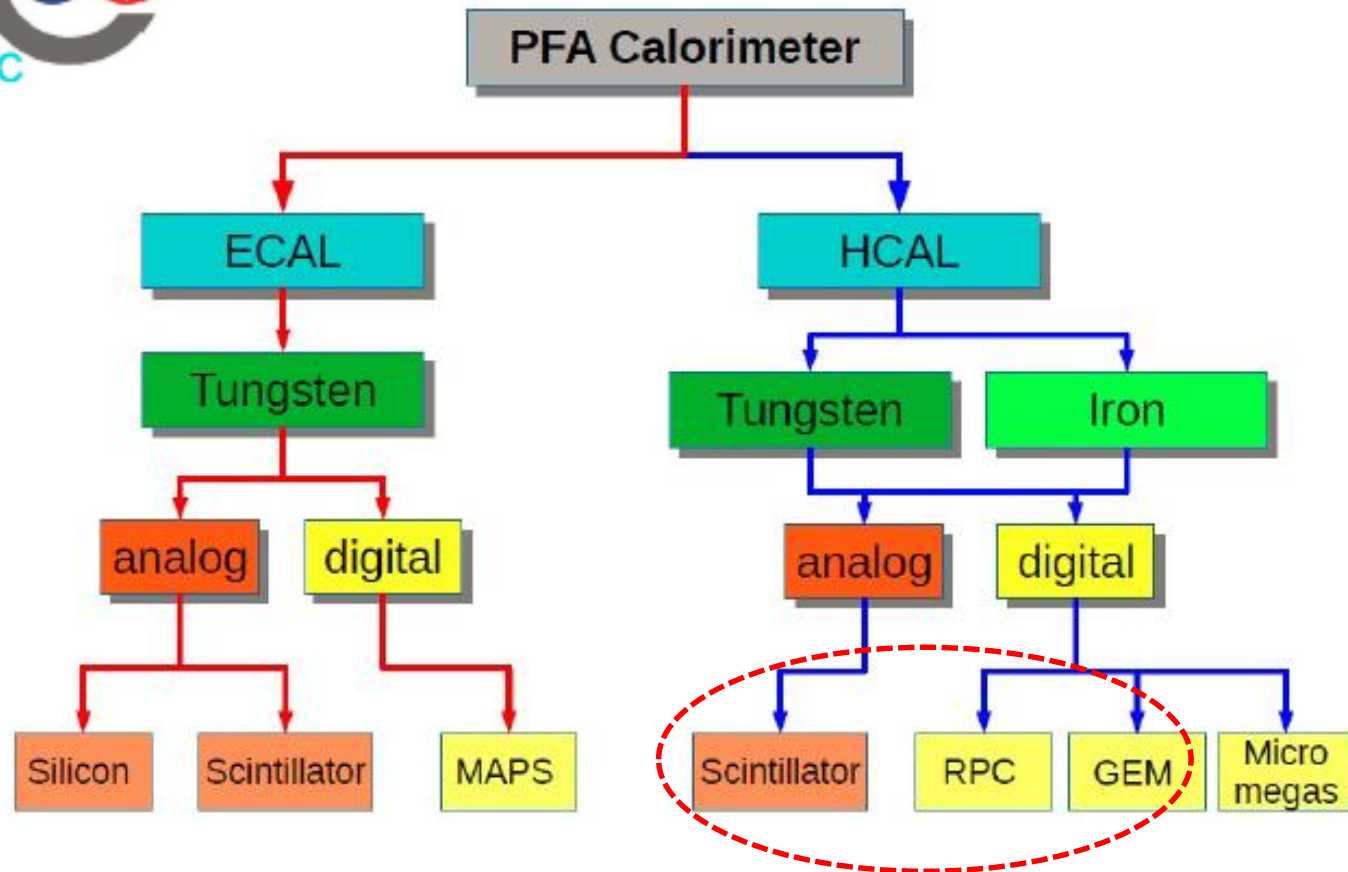 C
PFA Calorimeter
ECAL
HCAL
Tungsten
Tungsten
Iron
analog
digital
analog
digital
Silicon
Scintillator
MAPS
Scintillator
RPC
GEM
Micro
megas